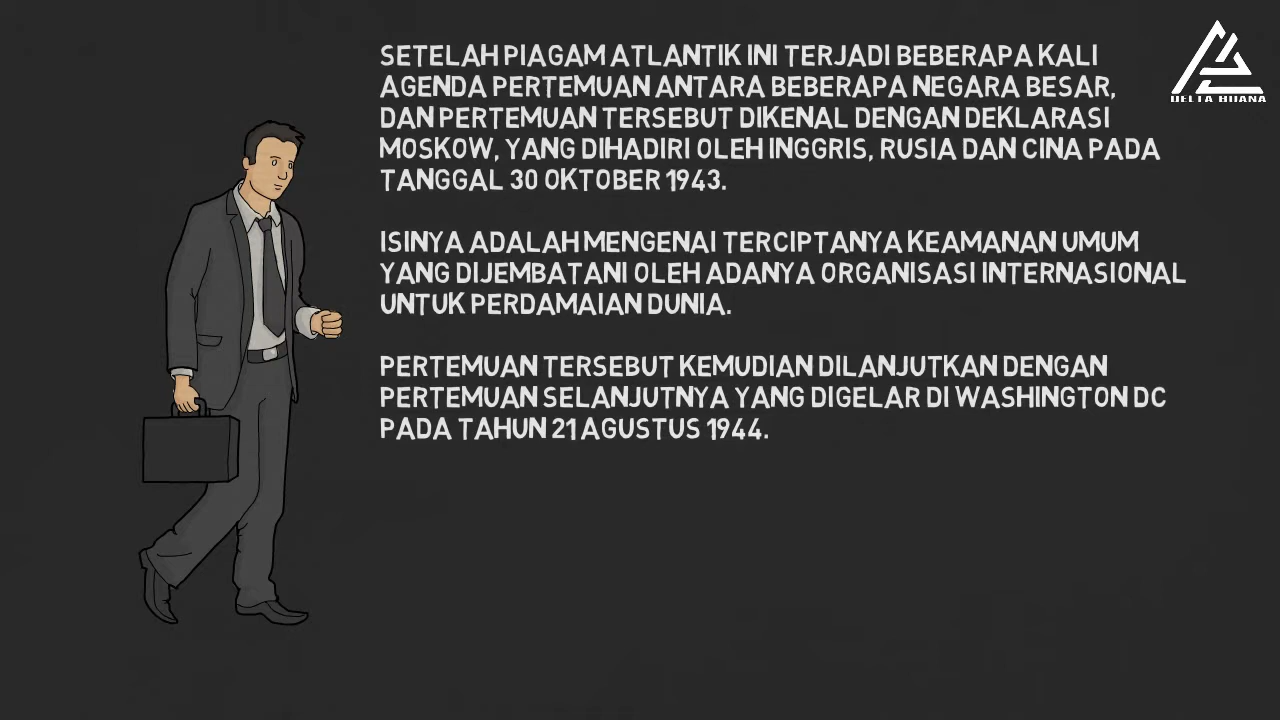 SETELAH PIAGAM ATLANTIK INI TERJADI BEBERAPA KALI
AGENDA PERTEMUAN ANTARA BEBERAPA NEGARA BESAR,
DAN PERTEMUAN TERSEBUT DIKENAL DENGAN DEKLARASI
MOSKOW, YANG DIHADIRI OLEH INGGRIS, RUSIA DAN CINA PADA
TANGGAL 30 OKTOBER 1943.
ISINYA ADALAH MENGENAI TERCIPTANYA KEAMANAN UMUM
YANG DIJEMBATANI OLEH ADANYA ORGANISASI INTERNASIONAL
UNTUK PERDAMAIAN DUNIA.
PERTEMUAN TERSEBUT KEMUDIAN DILANJUTKAN DENGAN
PERTEMUAN SELANJUTNYA YANG DIGELAR DI WASHINGTON DC
PADA TAHUN 21 AGUSTUS 1944.
DELTA BUANA